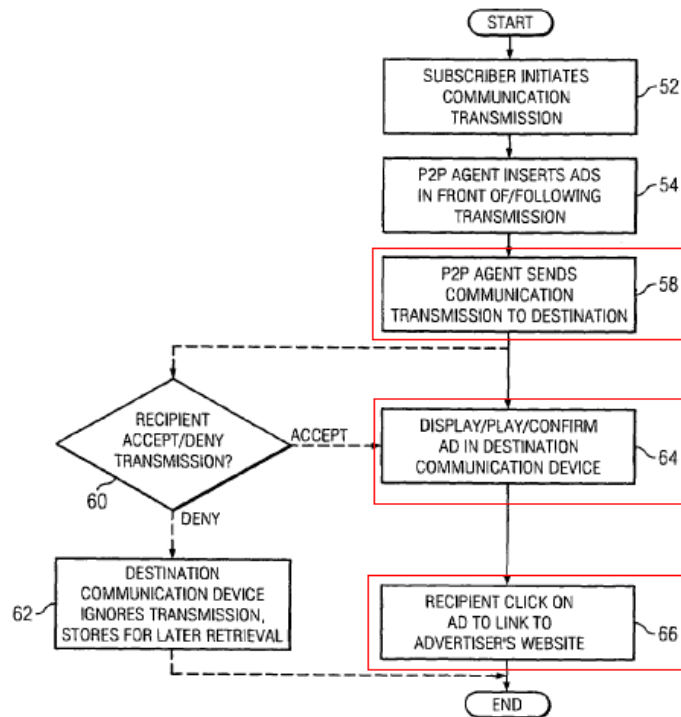 START
SUBSCRIBER INITIATES
COMMUNICATION
TRANSMISSION
52
P2P AGENT INSERTS ADS
IN FRONT OF/FOLLOWING
TRANSMISSION
54
P2P AGENT SENDS
COMMUNICATION
TRANSMISSION TO DESTINATION
58
RECIPIENT
ACCEPT/DENY
TRANSMISSION?
60
ACCEPT
DENY
DISPLAY/PLAY/CONFIRM
AD IN DESTINATION
COMMUNICATION DEVICE
64
DESTINATION
COMMUNICATION DEVICE
IGNORES TRANSMISSION,
STORES FOR LATER RETRIEVAL
62
RECIPIENT CLICK ON
AD TO LINK TO
ADVERTISER'S WEBSITE
66
END